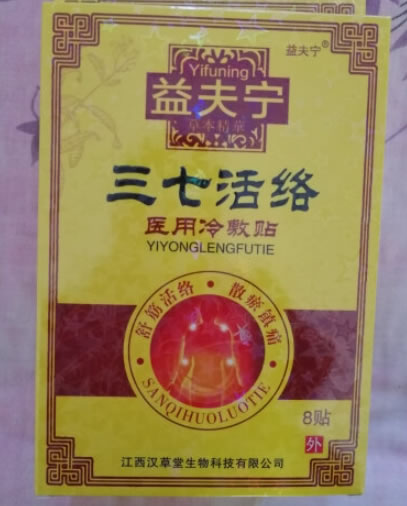 益夫宁®
Yifuning
益夫宁
草本精華
三七活络
医用冷敷贴
YIYONGLENGFUTIE
舒筋活络·散瘀镇痛
SANQIHUOLUOTIE
8贴
外
江西汉草堂生物科技有限公司